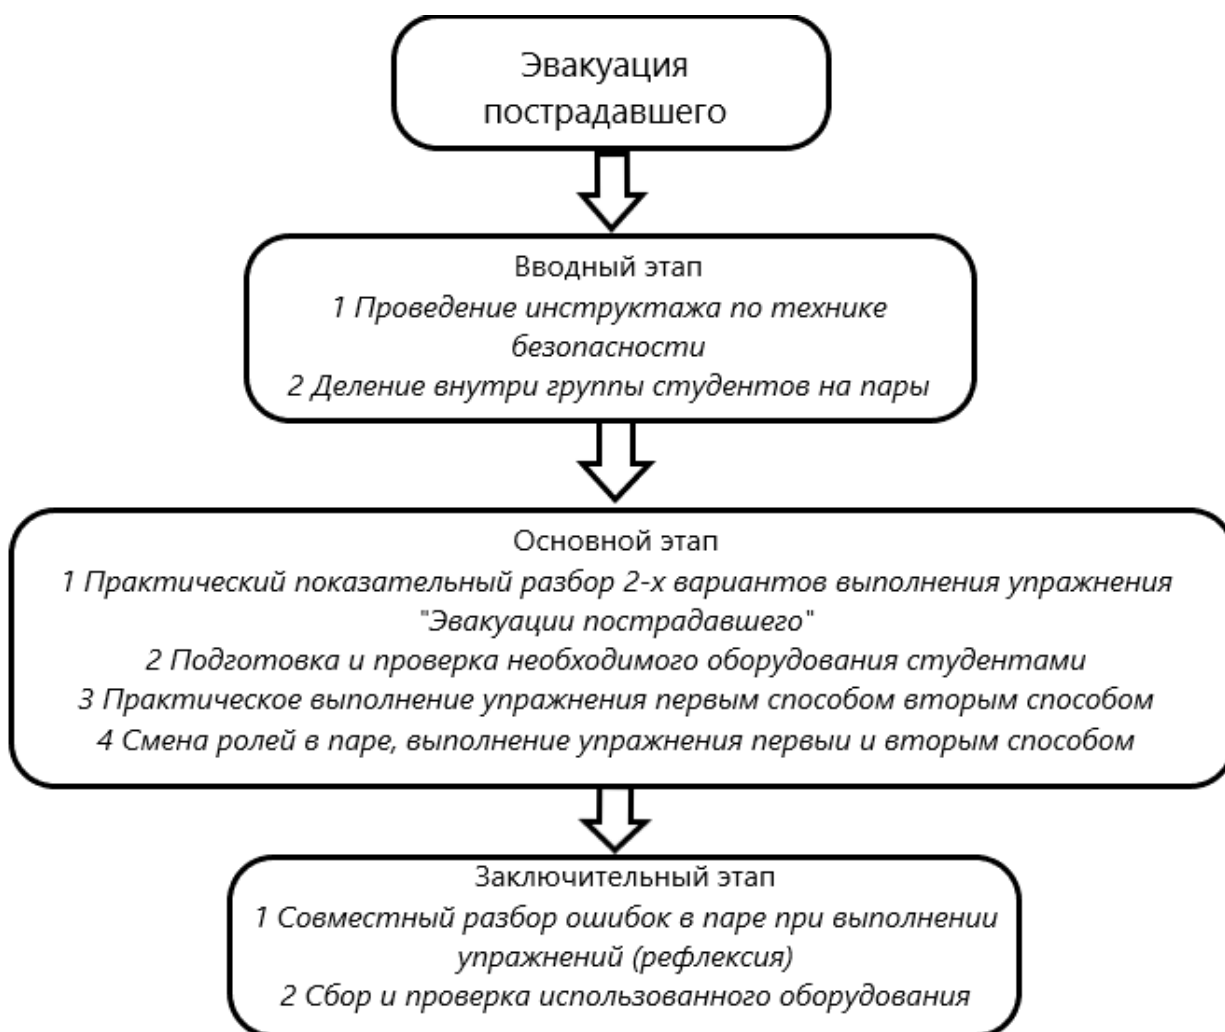 Эвакуация
пострадавшего
Вводный этап
1 Проведение инструктажа по технике
безопасности
2 Деление внутри группы студентов на пары
Основной этап
1 Практический показательный разбор 2-х вариантов выполнения упражнения
"Эвакуации пострадавшего"
2 Подготовка и проверка необходимого оборудования студентами
3 Практическое выполнение упражнения первым способом вторым способом
4 Смена ролей в паре, выполнение упражнения первыи и вторым способом
Заключительный этап
1 Совместный разбор ошибок в паре при выполнении
упражнений (рефлексия)
2 Сбор и проверка использованного оборудования